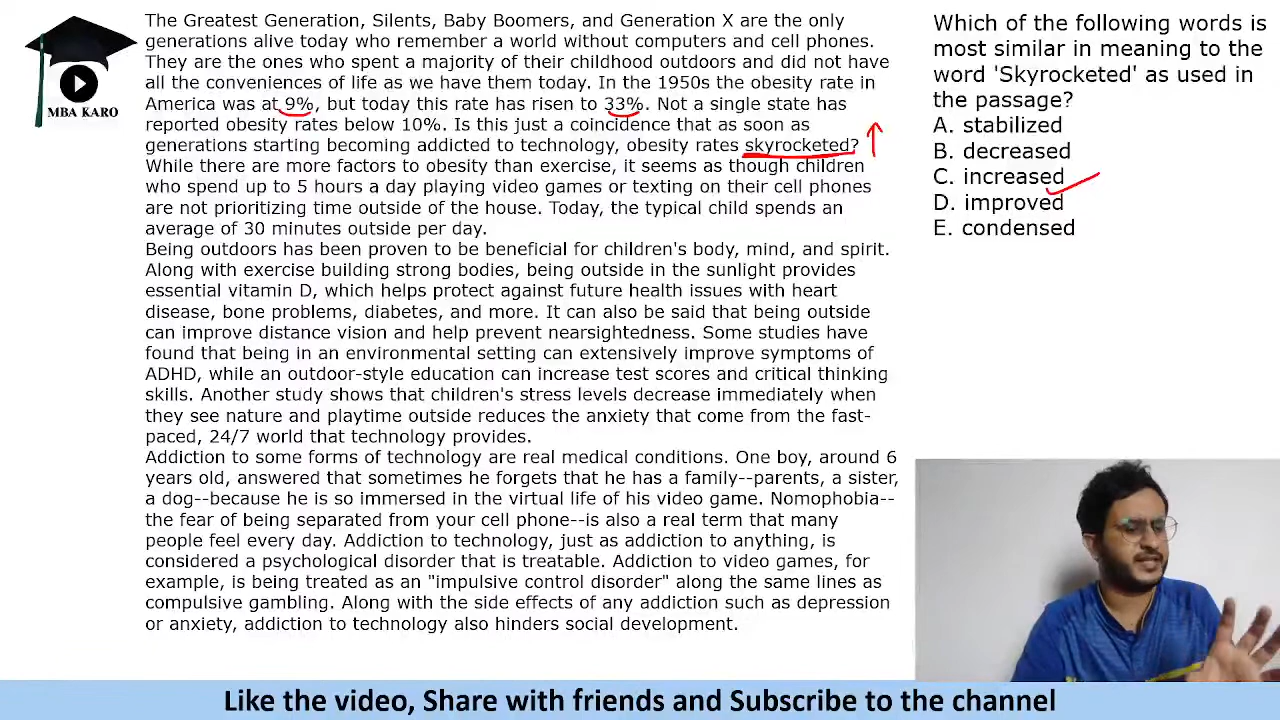 MBA KARO
The Greatest Generation, Silents, Baby Boomers, and Generation X are the only
generations alive today who remember a world without computers and cell phones.
They are the ones who spent a majority of their childhood outdoors and did not have
all the conveniences of life as we have them today. In the 1950s the obesity rate in
America was at 9%, but today this rate has risen to 33%. Not a single state has
reported obesity rates below 10%. Is this just a coincidence that as soon as
generations starting becoming addicted to technology, obesity rates skyrocketed?
While there are more factors to obesity than exercise, it seems as though children
who spend up to 5 hours a day playing video games or texting on their cell phones
are not prioritizing time outside of the house. Today, the typical child spends an
average of 30 minutes outside per day.
Being outdoors has been proven to be beneficial for children's body, mind, and spirit.
Along with exercise building strong bodies, being outside in the sunlight provides
essential vitamin D, which helps protect against future health issues with heart
disease, bone problems, diabetes, and more. It can also be said that being outside
can improve distance vision and help prevent nearsightedness. Some studies have
found that being in an environmental setting can extensively improve symptoms of
ADHD, while an outdoor-style education can increase test scores and critical thinking
skills. Another study shows that children's stress levels decrease immediately when
they see nature and playtime outside reduces the anxiety that come from the fast-
paced, 24/7 world that technology provides.
Addiction to some forms of technology are real medical conditions. One boy, around 6
years old, answered that sometimes he forgets that he has a family--parents, a sister,
a dog--because he is so immersed in the virtual life of his video game. Nomophobia--
the fear of being separated from your cell phone--is also a real term that many
people feel every day. Addiction to technology, just as addiction to anything, is
considered a psychological disorder that is treatable. Addiction to video games, for
example, is being treated as an "impulsive control disorder" along the same lines as
compulsive gambling. Along with the side effects of any addiction such as depression
or anxiety, addiction to technology also hinders social development.
Which of the following words is
most similar in meaning to the
word 'Skyrocketed' as used in
the passage?
A. stabilized
B. decreased
C. increased
D. improved
E. condensed
Like the video, Share with friends and Subscribe to the channel